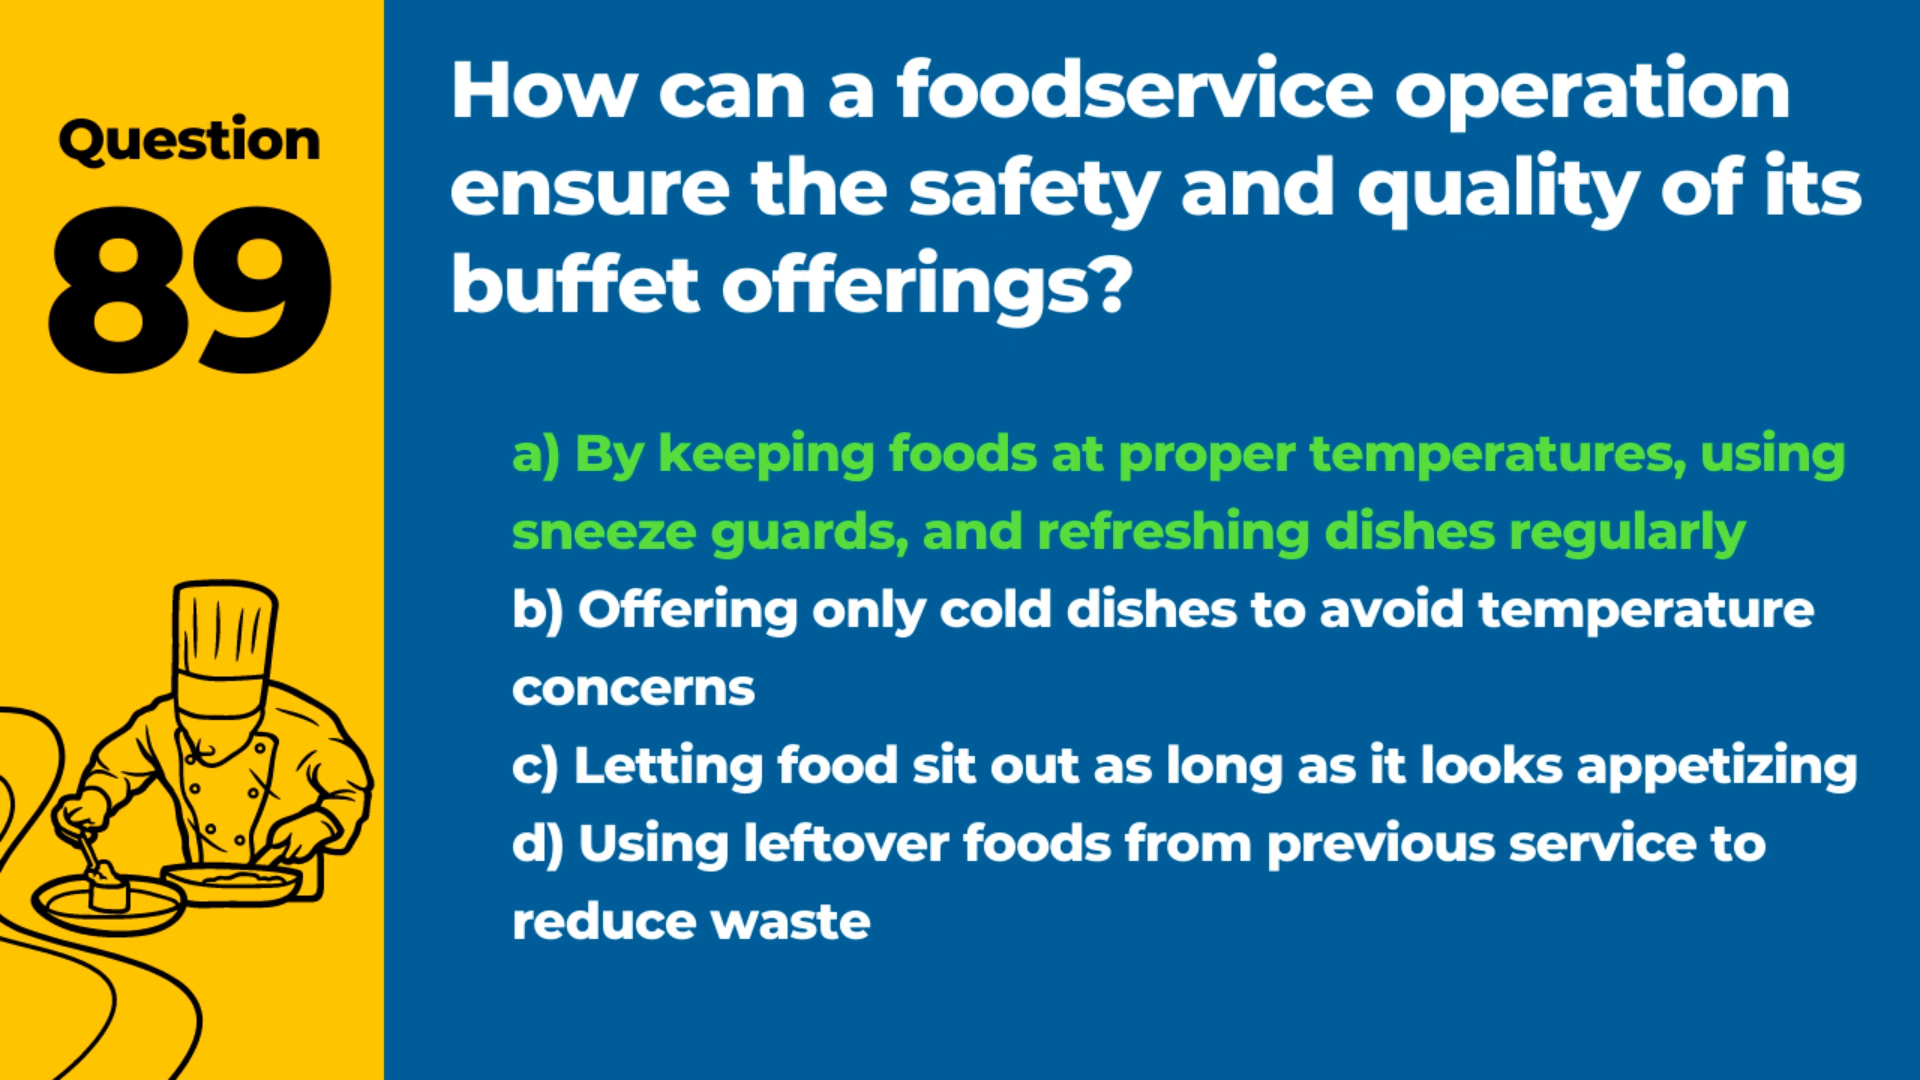 Question
89
How can a foodservice operation
ensure the safety and quality of its
buffet offerings?
a) By keeping foods at proper temperatures, using
sneeze guards, and refreshing dishes regularly
b) Offering only cold dishes to avoid temperature
concerns
c) Letting food sit out as long as it looks appetizing
d) Using leftover foods from previous service to
reduce waste